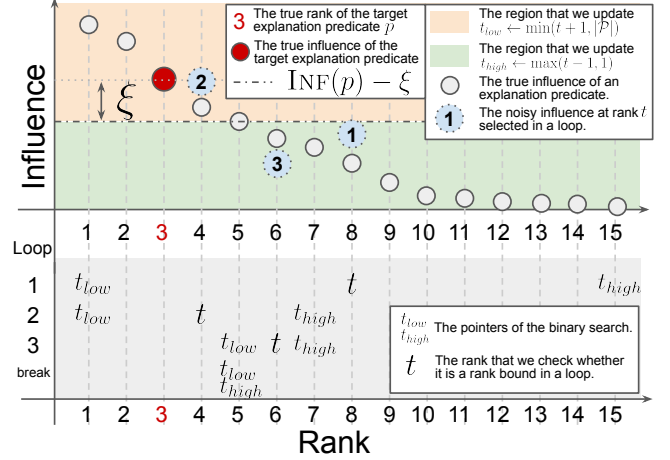 3 The true rank of the target
explanation predicate p
The true influence of the
target explanation predicate
INF(p) − ξ
The region that we update
t_low ← min(t + 1, |P|)
The region that we update
t_high ← max(t − 1, 1)
The true influence of an
explanation predicate.
1 The noisy influence at rank t
selected in a loop.
Influence
ξ
2
1
3
1 2 3 4 5 6 7 8 9 10 11 12 13 14 15
Loop
1 t_low t t_high
2 t_low t t_high
3 t_low t t_high
break t_low
t_high
t_low
t_high The pointers of the binary search.
t The rank that we check whether
it is a rank bound in a loop.
1 2 3 4 5 6 7 8 9 10 11 12 13 14 15
Rank